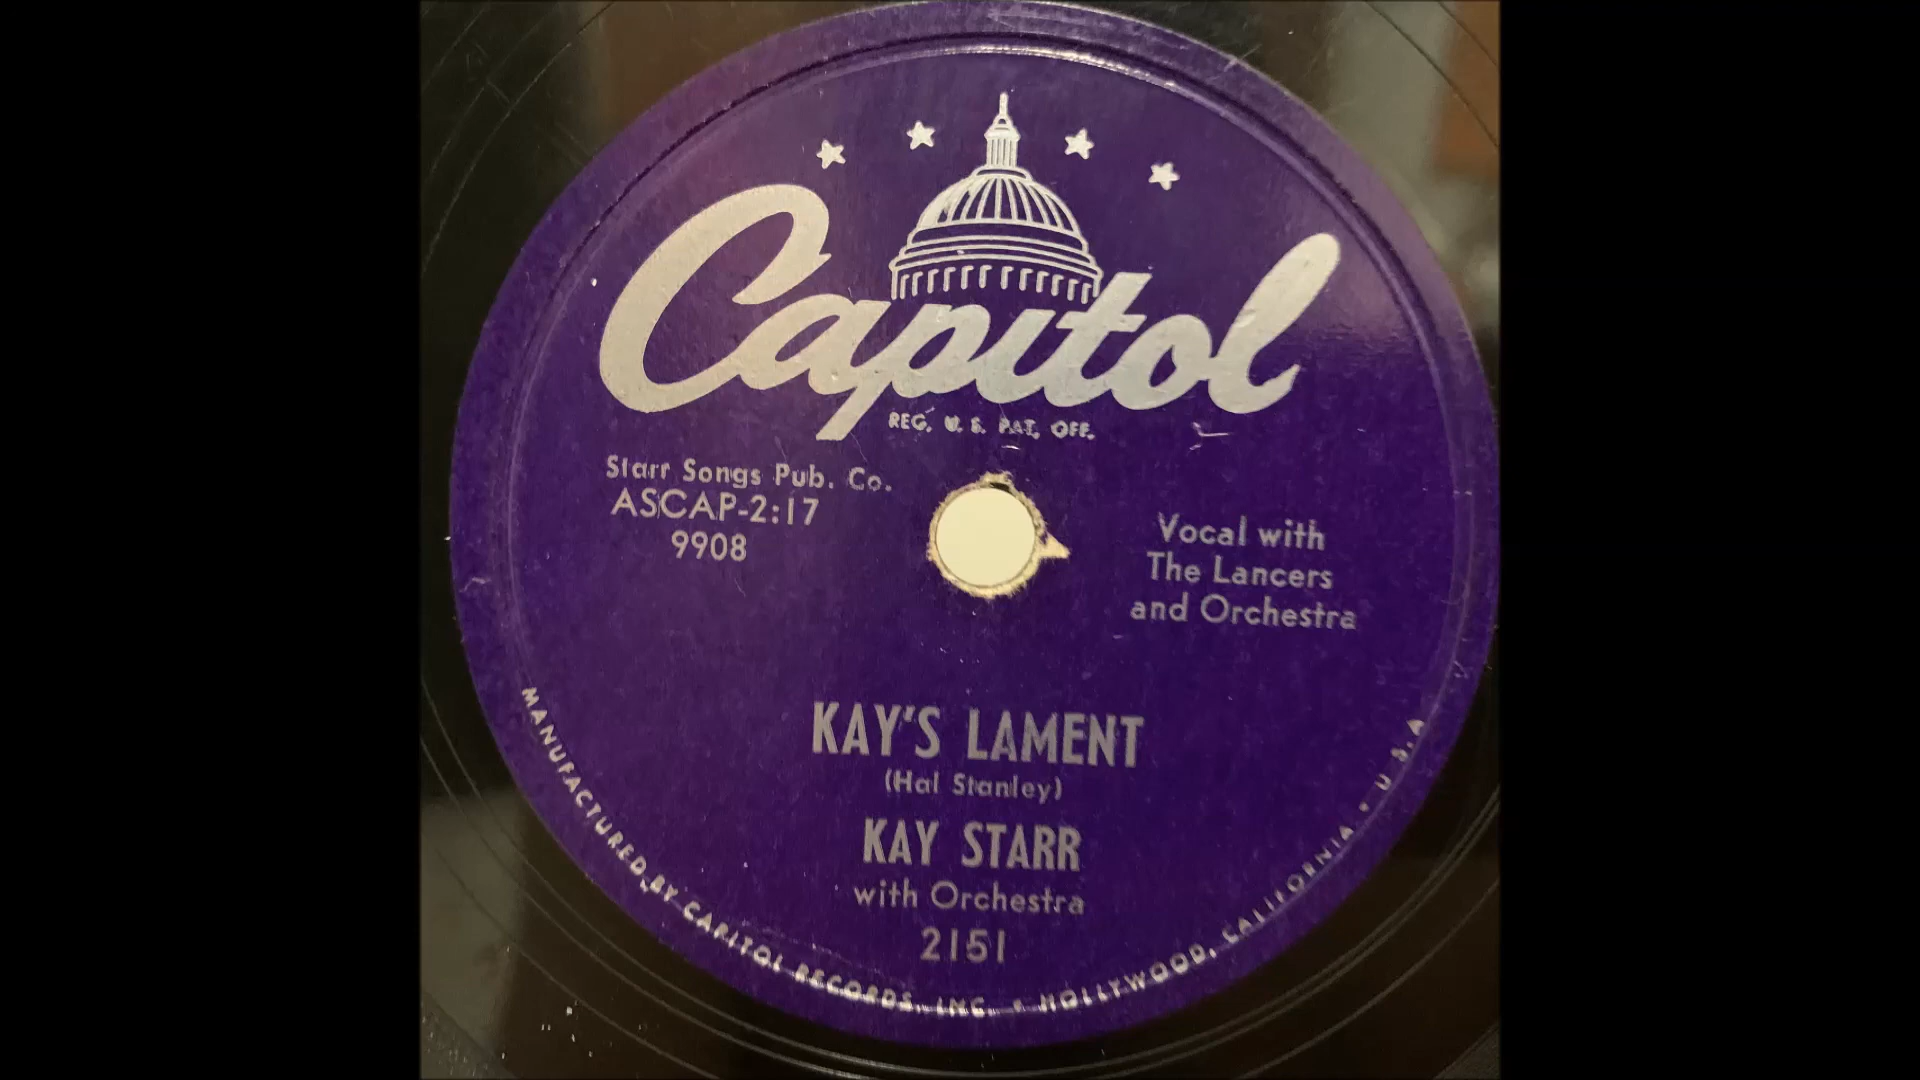 Capitol
REG. U. S. PAT. OFF.
Starr Songs Pub. Co.
ASCAP-2:17
9908
Vocal with
The Lancers
and Orchestra
KAY'S LAMENT
(Hal Stanley)
KAY STARR
with Orchestra
2151
MANUFACTURED BY CAPITOL RECORDS, INC. • HOLLYWOOD, CALIFORNIA • U.S.A